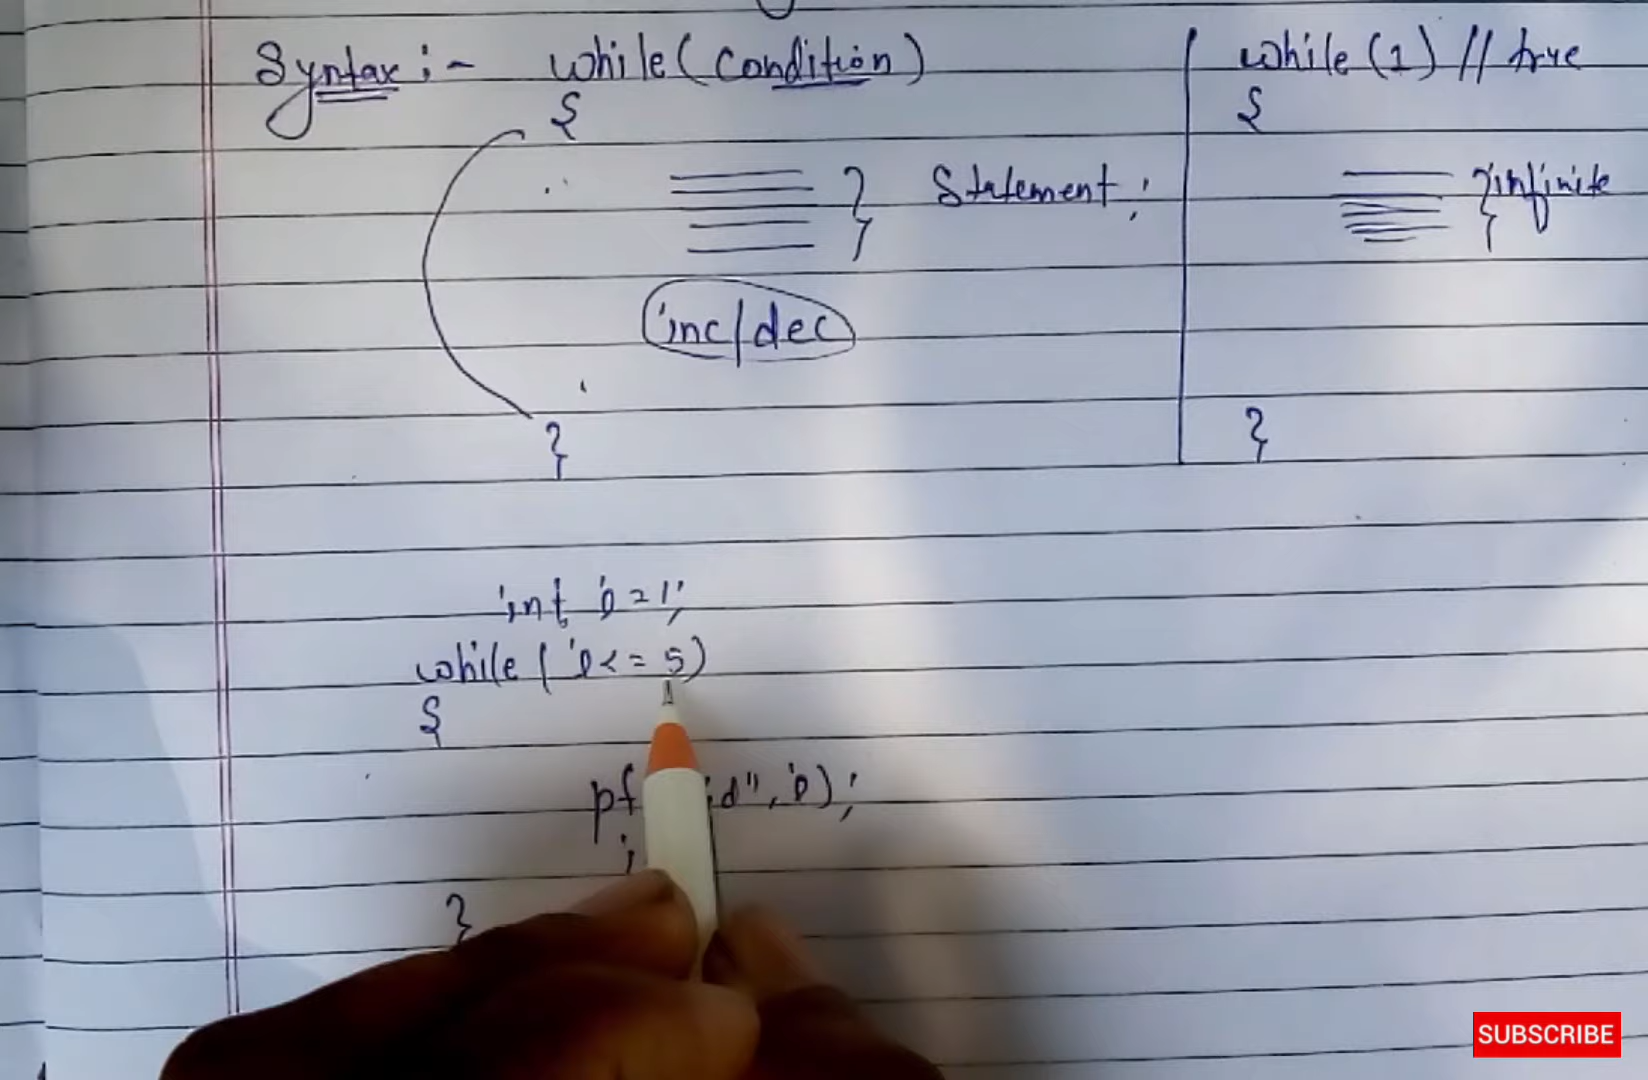 Syntax :- while (condition)
{
} Statement;
inc/dec
}
while (1) // true
{
} infinite
}
int i = 1;
while ( i <= 5)
{
pf d", i);
}
SUBSCRIBE